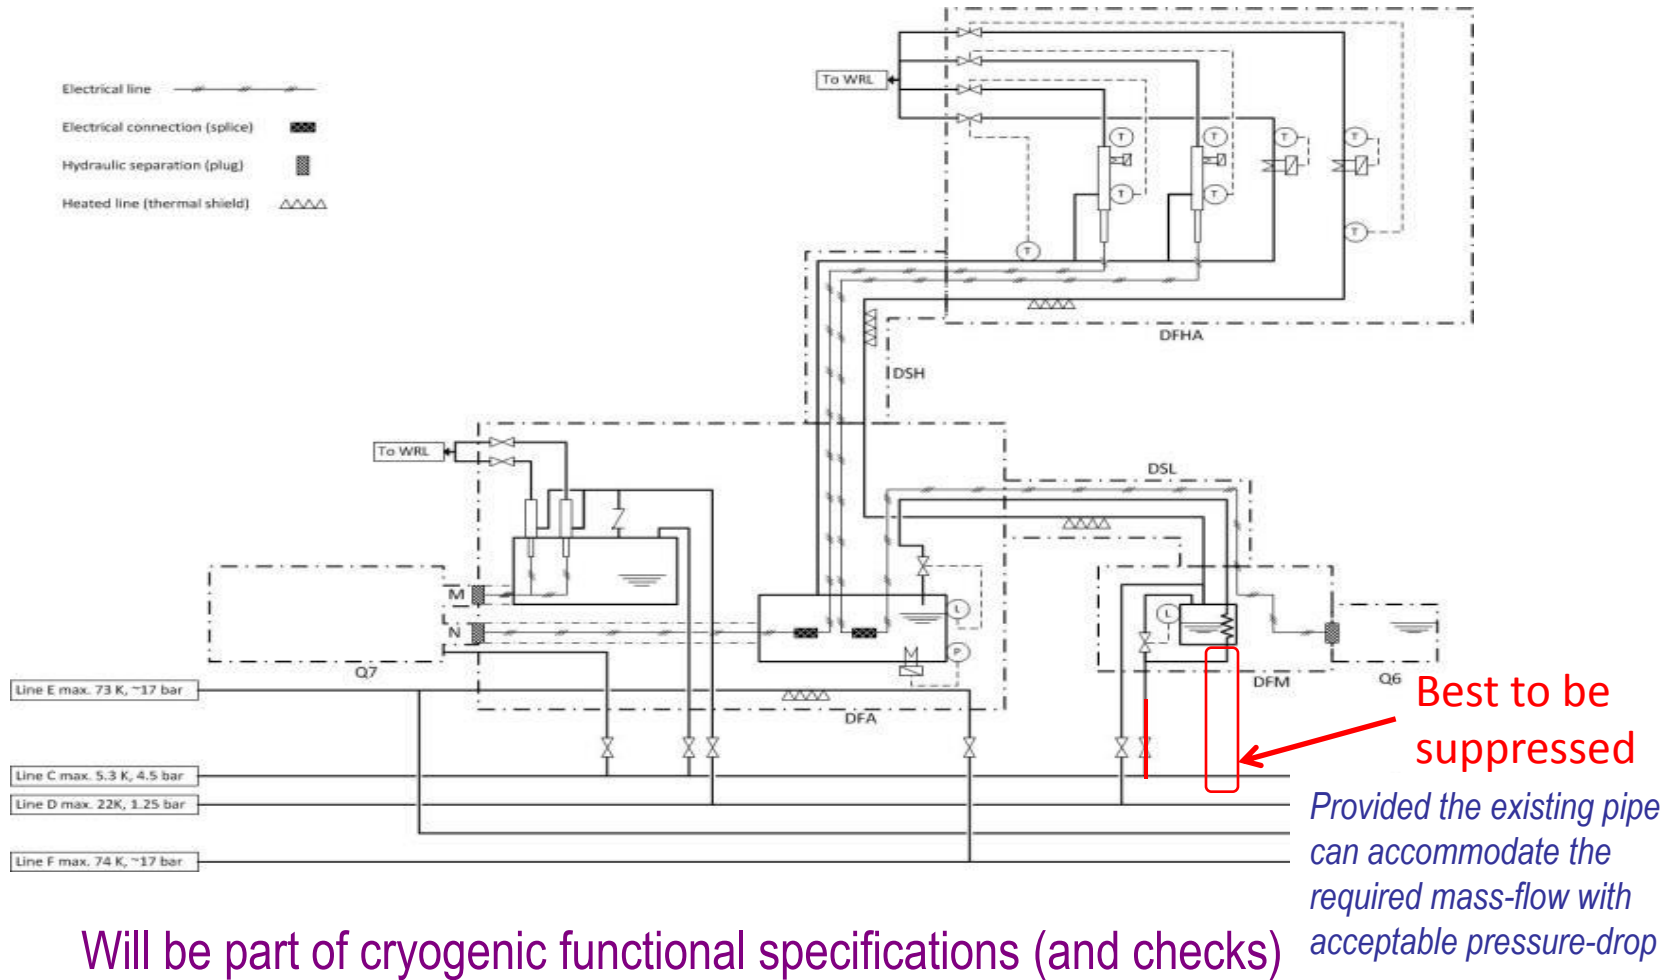 Electrical line
Electrical connection (splice)
Hydraulic separation (plug)
Heated line (thermal shield)
To WRL
T
T
T
T
T
T
T
T
DFHA
DSH
To WRL
DSL
M
N
L
P
L
Q7
DFA
DFM
Q6
Line E max. 73 K, ~17 bar
Line C max. 5.3 K, 4.5 bar
Line D max. 22K, 1.25 bar
Line F max. 74 K, ~17 bar
Best to be
suppressed
Provided the existing pipe
can accommodate the
required mass-flow with
acceptable pressure-drop
Will be part of cryogenic functional specifications (and checks)